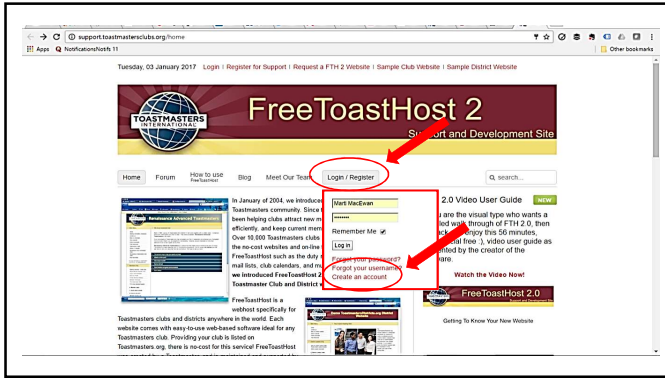 support.toastmastersclubs.org/home
Apps NotificationsNotifs 11 Other bookmarks
Tuesday, 03 January 2017 Login | Register for Support | Request a FTH 2 Website | Sample Club Website | Sample District Website
TOASTMASTERS
INTERNATIONAL
FreeToastHost 2
and Development Site
Home Forum How to use Blog Meet Our Team Login / Register search...
FreeToastHost
In January of 2004, we introduce
Toastmasters community. Since
been helping clubs attract new m
efficiently, and keep current mem
Over 10,000 Toastmasters clubs
the no-cost websites and on-line
FreeToastHost such as the duty
mail lists, club calendars, and mu
we introduced FreeToastHost 2
Toastmaster Club and District w
Renaissance Advanced Toastmasters
Marti MacEwan
••••••••
Remember Me
Log in
Forgot your password?
Forgot your username?
Create an account
2.0 Video User Guide NEW
are the visual type who wants a
ed walk through of FTH 2.0, then
enjoy this 56 minutes,
ial free :), video user guide as
ented by the creator of the
are.
Watch the Video Now!
FreeToastHost 2.0
Getting To Know Your New Website
FreeToastHost is a
webhost specifically for
Toastmasters clubs and districts anywhere in the world. Each
website comes with easy-to-use web-based software ideal for any
Toastmasters club. Providing your club is listed on
Toastmasters.org, there is no-cost for this service! FreeToastHost